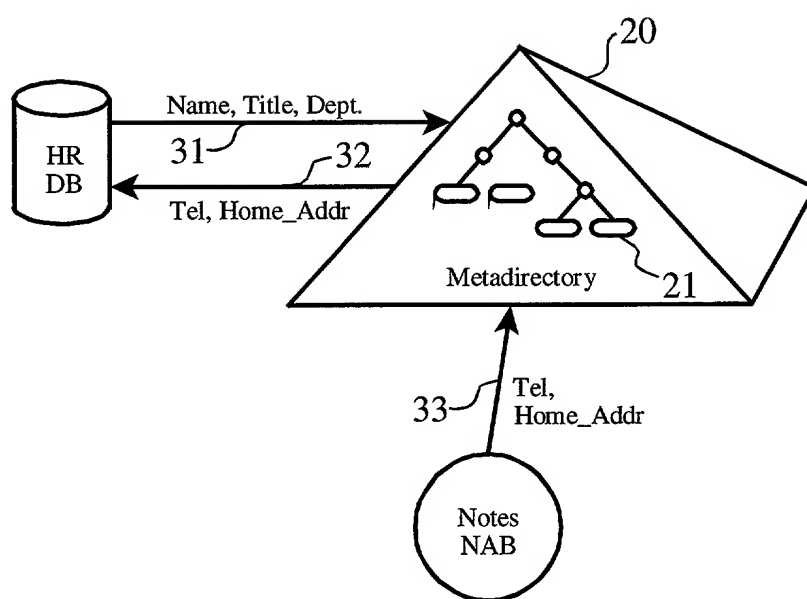 20
Name, Title, Dept.
31
32
HR
DB
Tel, Home_Addr
Metadirectory
21
33
Tel,
Home_Addr
Notes
NAB